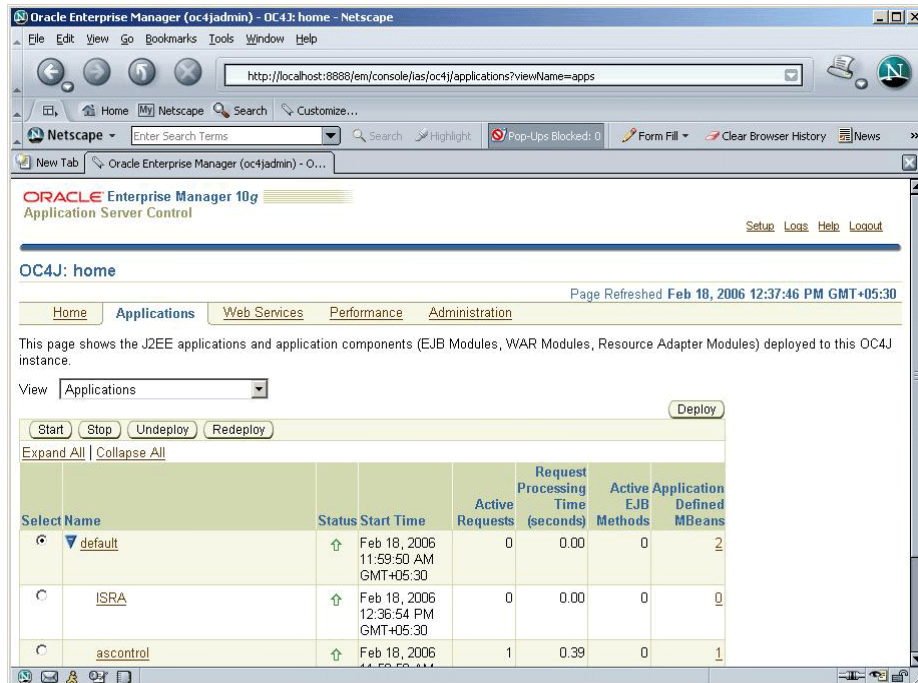 Oracle Enterprise Manager (oc4jadmin) - OC4J: home - Netscape
File Edit View Go Bookmarks Tools Window Help
http://localhost:8888/em/console/ias/oc4j/applications?viewName=apps
Home My Netscape Search Customize...
Netscape Enter Search Terms Search Highlight Pop-Ups Blocked: 0 Form Fill Clear Browser History News »
New Tab Oracle Enterprise Manager (oc4jadmin) - O...
ORACLE Enterprise Manager 10g
Application Server Control
Setup Logs Help Logout
OC4J: home
Page Refreshed Feb 18, 2006 12:37:46 PM GMT+05:30
Home Applications Web Services Performance Administration
This page shows the J2EE applications and application components (EJB Modules, WAR Modules, Resource Adapter Modules) deployed to this OC4J
instance.
View Applications
Deploy
Start Stop Undeploy Redeploy
Expand All | Collapse All
Select Name Status Start Time Active Requests Request Processing Time (seconds) Active EJB Methods Application Defined MBeans
default Feb 18, 2006 11:59:50 AM GMT+05:30 0 0.00 0 2
ISRA Feb 18, 2006 12:36:54 PM GMT+05:30 0 0.00 0 0
ascontrol Feb 18, 2006 1 0.39 0 1